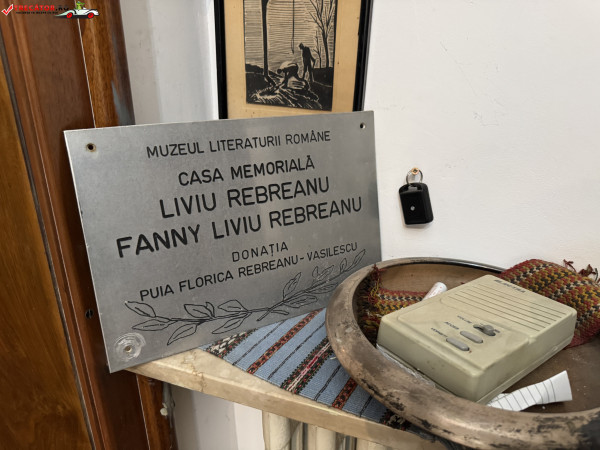 MUZEUL LITERATURII ROMÂNE
CASA MEMORIALĂ
LIVIU REBREANU
FANNY LIVIU REBREANU
DONAȚIA
PUIA FLORICA REBREANU-VASILESCU